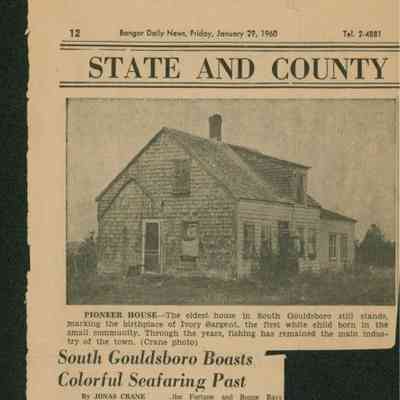 12 Bangor Daily News, Friday, January 29, 1960 Tel. 2-4881
STATE AND COUNTY
PIONEER HOUSE—The oldest house in South Gouldsboro still stands,
marking the birthplace of Ivory Sargent, the first white child born in the
small community. Through the years, fishing has remained the main indus-
try of the town. (Crane photo)
South Gouldsboro Boasts
Colorful Seafaring Past
By JONAS CRANE
the Fortune and Bunge Bays